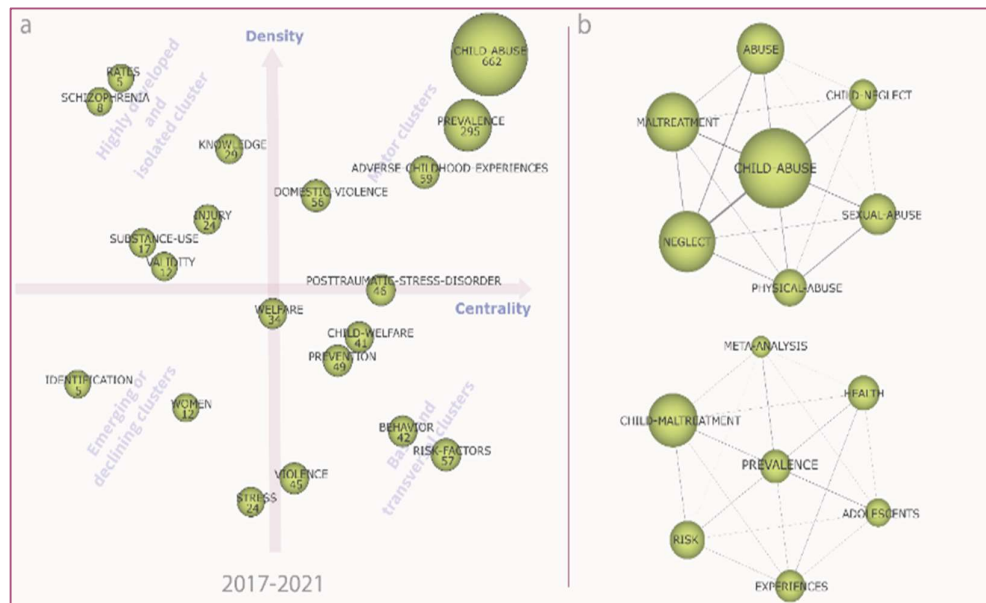 a
Density
CHILD-ABUSE
662
RATES
5
SCHIZOPHRENIA
8
Highly developed
and
isolated cluster
Motor clusters
PREVALENCE
295
KNOWLEDGE
29
ADVERSE-CHILDHOOD-EXPERIENCES
59
DOMESTIC-VIOLENCE
56
INJURY
24
SUBSTANCE-USE
17
VALIDITY
12
POSTTRAUMATIC-STRESS-DISORDER
46
Centrality
WELFARE
34
CHILD-WELFARE
41
PREVENTION
49
IDENTIFICATION
5
WOMEN
12
Emerging or
declining clusters
BEHAVIOR
42
RISK-FACTORS
57
Basic and
transversal clusters
VIOLENCE
45
STRESS
24
2017-2021
b
ABUSE
CHILD-NEGLECT
MALTREATMENT
CHILD-ABUSE
SEXUAL-ABUSE
NEGLECT
PHYSICAL-ABUSE
META-ANALYSIS
HEALTH
CHILD-MALTREATMENT
PREVALENCE
ADOLESCENTS
RISK
EXPERIENCES